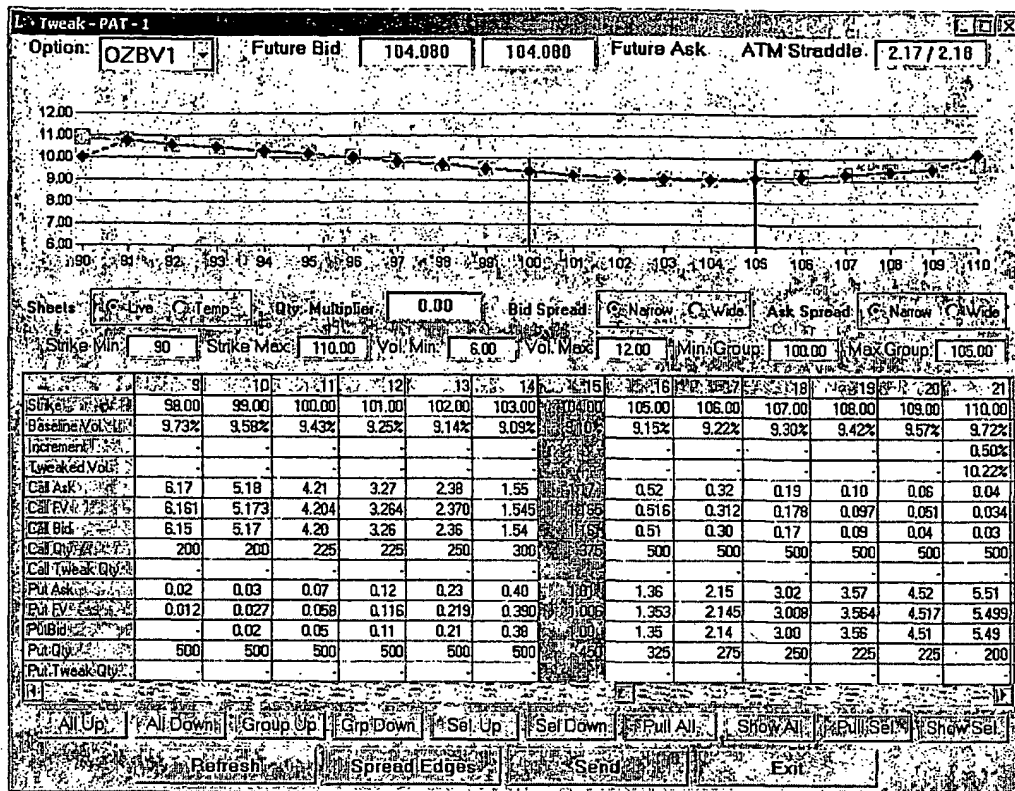 Tweak - PAT - 1
Option: OZBV1 Future Bid 104.080 104.080 Future Ask ATM Straddle 2.17 / 2.18
12.00
11.00
10.00
9.00
8.00
7.00
6.00
90 91 92 93 94 95 96 97 98 99 100 101 102 103 104 105 106 107 108 109 110
Sheets Live Temp Qty. Multiplier 0.00 Bid Spread Narrow Wide Ask Spread Narrow Wide
Strike Min 90 Strike Max 110.00 Vol. Min. 6.00 Vol. Max 12.00 Min. Group 100.00 Max Group 105.00
9 10 11 12 13 14 15 16 17 18 19 20 21
Strike 98.00 99.00 100.00 101.00 102.00 103.00 104.00 105.00 106.00 107.00 108.00 109.00 110.00
Baseline Vol. 9.73% 9.58% 9.43% 9.25% 9.14% 9.09% 9.15% 9.22% 9.30% 9.42% 9.57% 9.72%
Increment - - - - - - - - - - - 0.50%
Tweaked Vol. - - - - - - - - - - - 10.22%
Call Ask 6.17 5.18 4.21 3.27 2.38 1.55 0.52 0.32 0.19 0.10 0.06 0.04
Call F.V. 6.161 5.173 4.204 3.264 2.370 1.545 0.516 0.312 0.178 0.097 0.051 0.034
Call Bid 6.15 5.17 4.20 3.26 2.36 1.54 0.51 0.30 0.17 0.09 0.04 0.03
Call Qty 200 200 225 225 250 300 375 500 500 500 500 500 500
Call Tweak Qty. - - - - - - - - - - - -
Put Ask 0.02 0.03 0.07 0.12 0.23 0.40 1.36 2.15 3.02 3.57 4.52 5.51
Put F.V. 0.012 0.027 0.058 0.116 0.219 0.390 1.006 1.353 2.145 3.008 3.564 4.517 5.499
Put Bid - 0.02 0.05 0.11 0.21 0.38 1.35 2.14 3.00 3.56 4.51 5.49
Put Qty 500 500 500 500 500 500 450 325 275 250 225 225 200
Put Tweak Qty. - - - - - - - - - - - -
All Up All Down Group Up Grp Down Sel. Up Sel Down Pull All Show All Pull Sel Show Sel
Refresh Spread Edges Send Exit